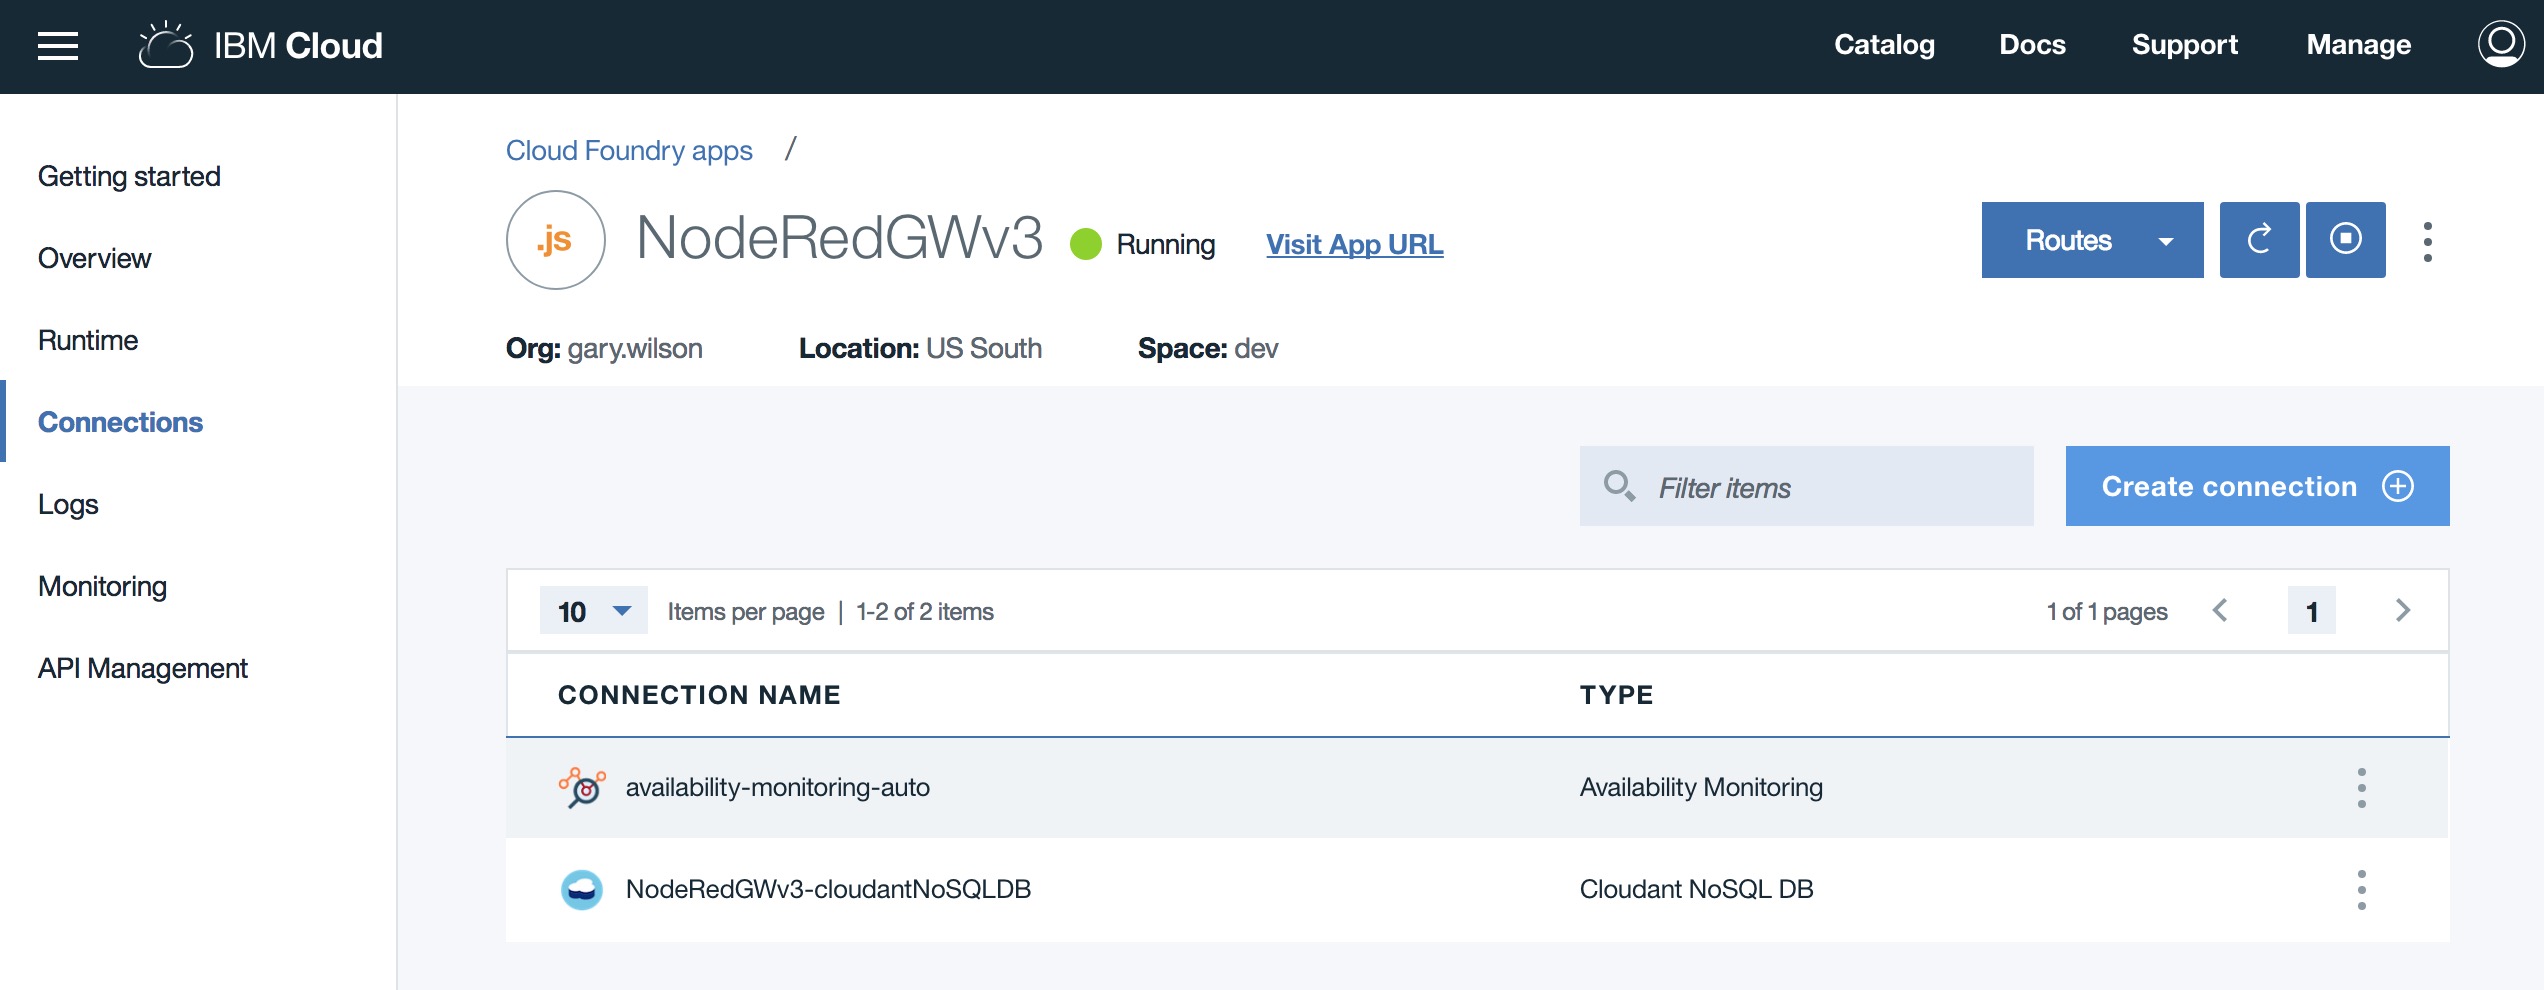 IBM Cloud
Catalog Docs Support Manage
Getting started
Overview
Runtime
Connections
Logs
Monitoring
API Management
Cloud Foundry apps /
.js NodeRedGWv3 Running Visit App URL
Routes
Org: gary.wilson Location: US South Space: dev
Filter items
Create connection
10 Items per page | 1-2 of 2 items
1 of 1 pages 1
CONNECTION NAME TYPE
availability-monitoring-auto Availability Monitoring
NodeRedGWv3-cloudantNoSQLDB Cloudant NoSQL DB